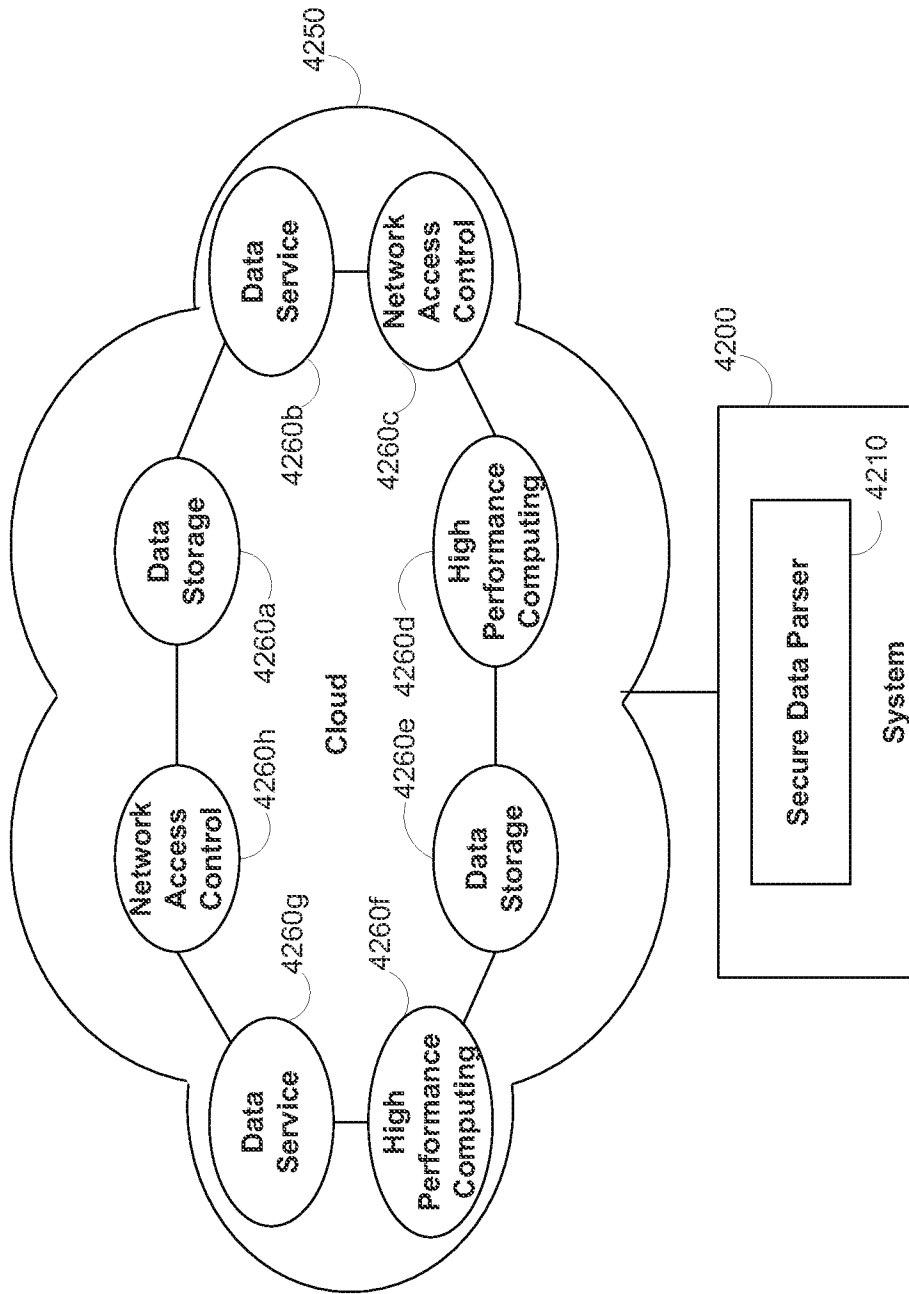 4250
Data
Service
4260b
Network
Access
Control
4260c
Data
Storage
4260a
High
Performance
Computing
4260d
Cloud
Network
Access
Control
4260h
Data
Storage
4260e
Data
Service
4260g
High
Performance
Computing
4260f
4200
4210
Secure Data Parser
System